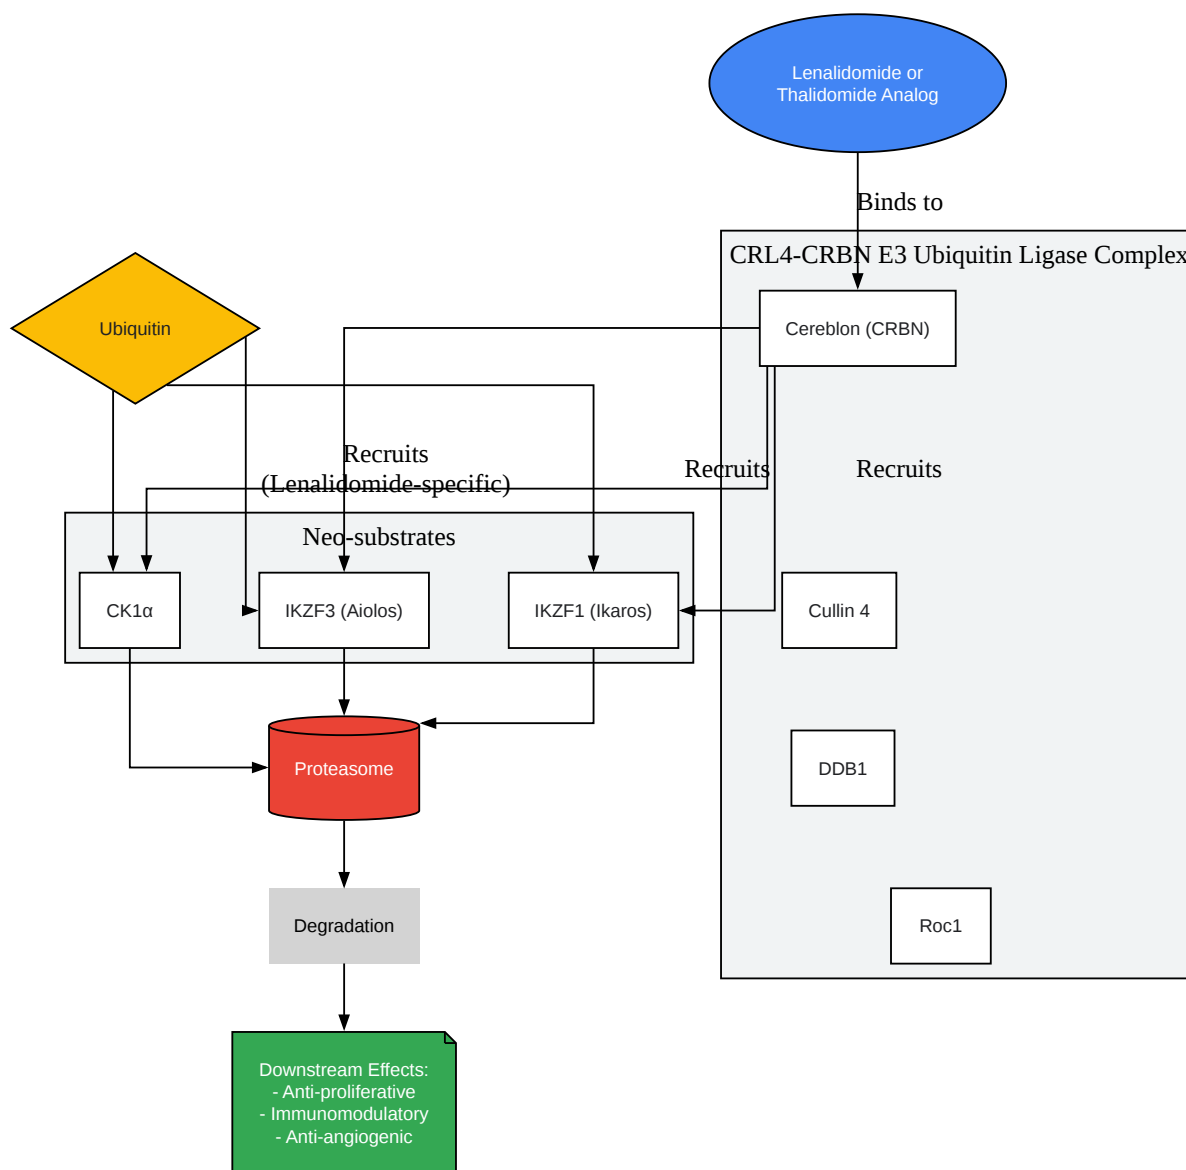 Lenalidomide or
Thalidomide Analog
Binds to
CRL4-CRBN E3 Ubiquitin Ligase Complex
Ubiquitin
Cereblon (CRBN)
Recruits
(Lenalidomide-specific)
Recruits
Recruits
Neo-substrates
CK1α
IKZF3 (Aiolos)
IKZF1 (Ikaros)
Cullin 4
Proteasome
DDB1
Degradation
Roc1
Downstream Effects:
- Anti-proliferative
- Immunomodulatory
- Anti-angiogenic